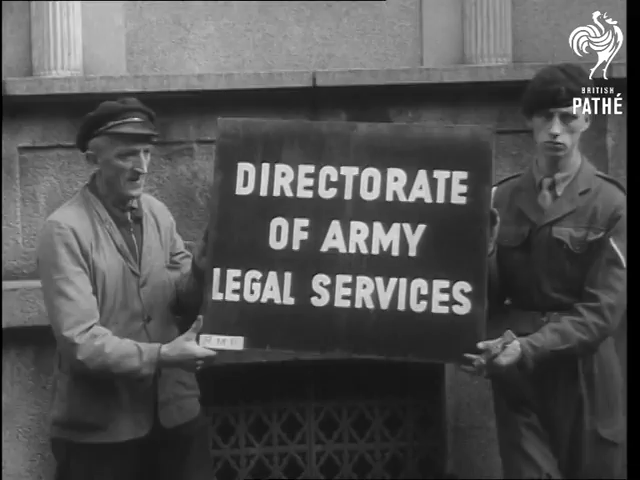 BRITISH
PATHÉ
DIRECTORATE
OF ARMY
LEGAL SERVICES